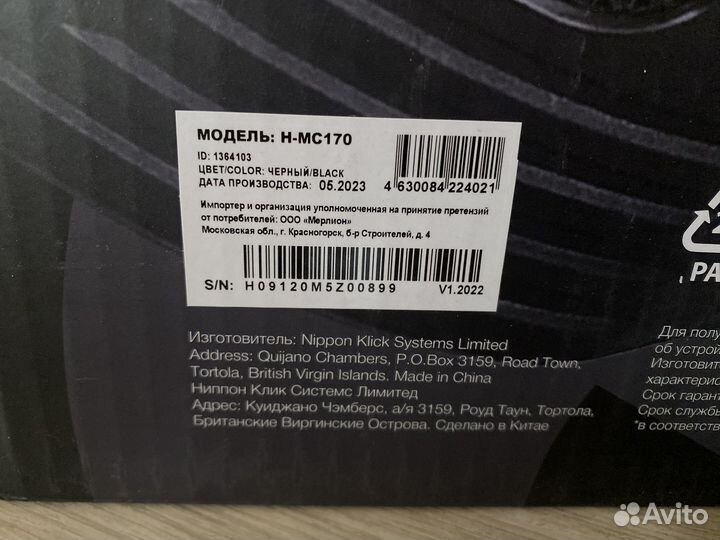 МОДЕЛЬ: H-MC170
ID: 1364103
ЦВЕТ/COLOR: ЧЕРНЫЙ/BLACK
ДАТА ПРОИЗВОДСТВА: 05.2023
4 630084 224021
Импортер и организация уполномоченная на принятие претензий
от потребителей: ООО «Мерлион»
Московская обл., г. Красногорск, б-р Строителей, д. 4
S/N: H09120M5Z00899
V1.2022
PA
Изготовитель: Nippon Klick Systems Limited
Address: Quijano Chambers, P.O.Box 3159, Road Town,
Tortola, British Virgin Islands. Made in China
Ниппон Клик Системс Лимитед
Адрес: Куиджано Чэмберс, а/я 3159, Роуд Таун, Тортола,
Британские Виргинские Острова. Сделано в Китае
Для полу
об устрой
Изготовите
характерис
Срок гарант
Срок службы
*в соответств
Avito